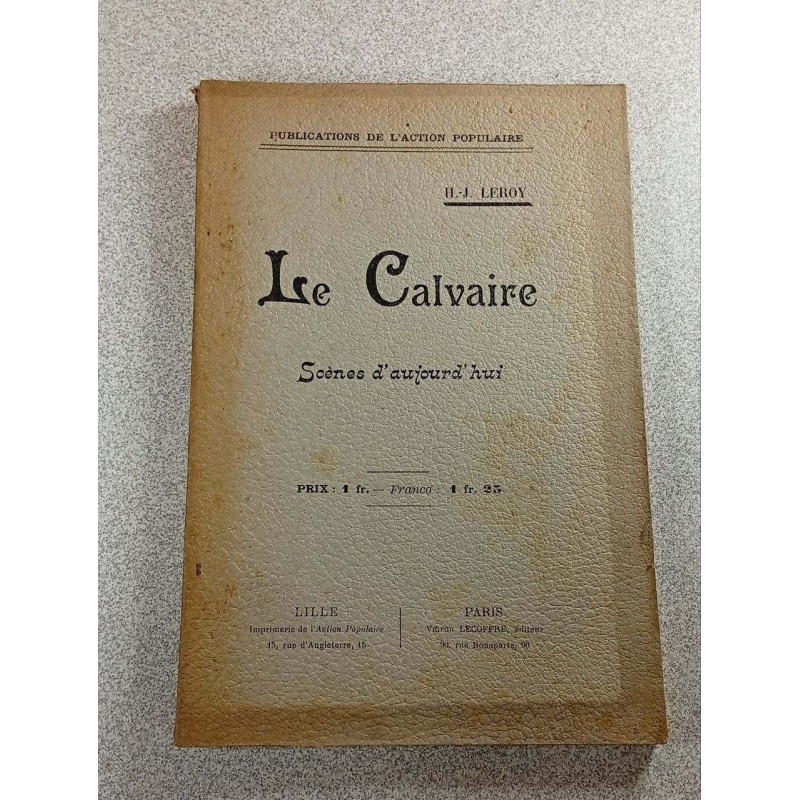 PUBLICATIONS DE L'ACTION POPULAIRE
H.-J. LEROY
Le Calvaire
Scènes d'aujourd'hui
PRIX : 1 fr. — Franco : 1 fr. 25
LILLE
Imprimerie de l'Action Populaire
15, rue d'Angleterre, 15
PARIS
Victor LECOFFRE, éditeur
90, rue Bonaparte, 90